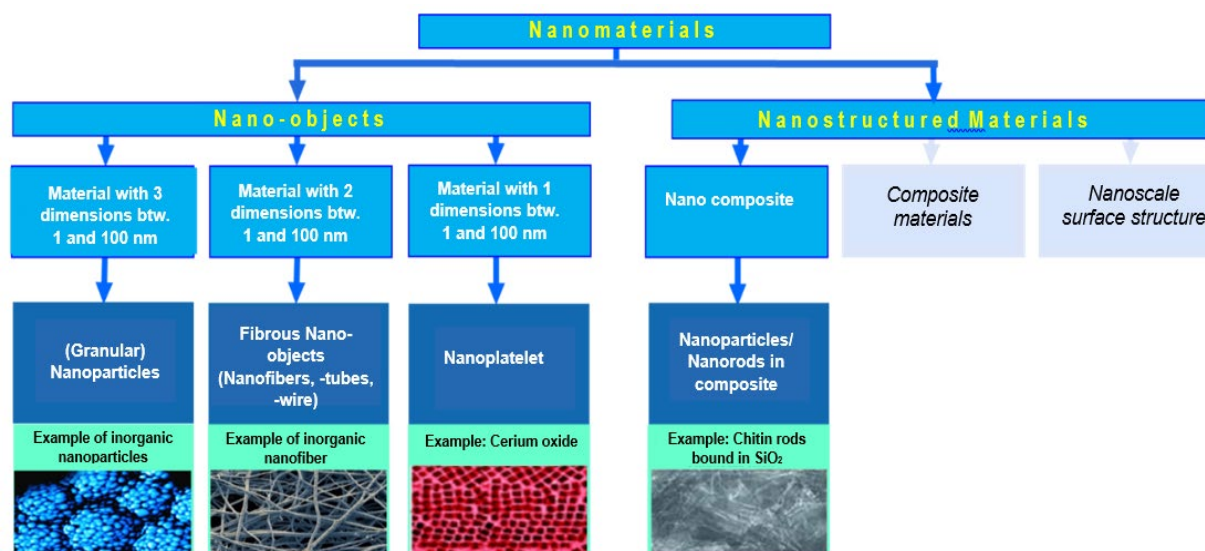 Nanomaterials
Nano-objects
Nanostructured Materials
Material with 3
dimensions btw.
1 and 100 nm
Material with 2
dimensions btw.
1 and 100 nm
Material with 1
dimensions btw.
1 and 100 nm
Nano composite
Composite
materials
Nanoscale
surface structure
(Granular)
Nanoparticles
Fibrous Nano-
objects
(Nanofibers, -tubes,
-wire)
Nanoplatelet
Nanoparticles/
Nanorods in
composite
Example of inorganic
nanoparticles
Example of inorganic
nanofiber
Example: Cerium oxide
Example: Chitin rods
bound in SiO₂